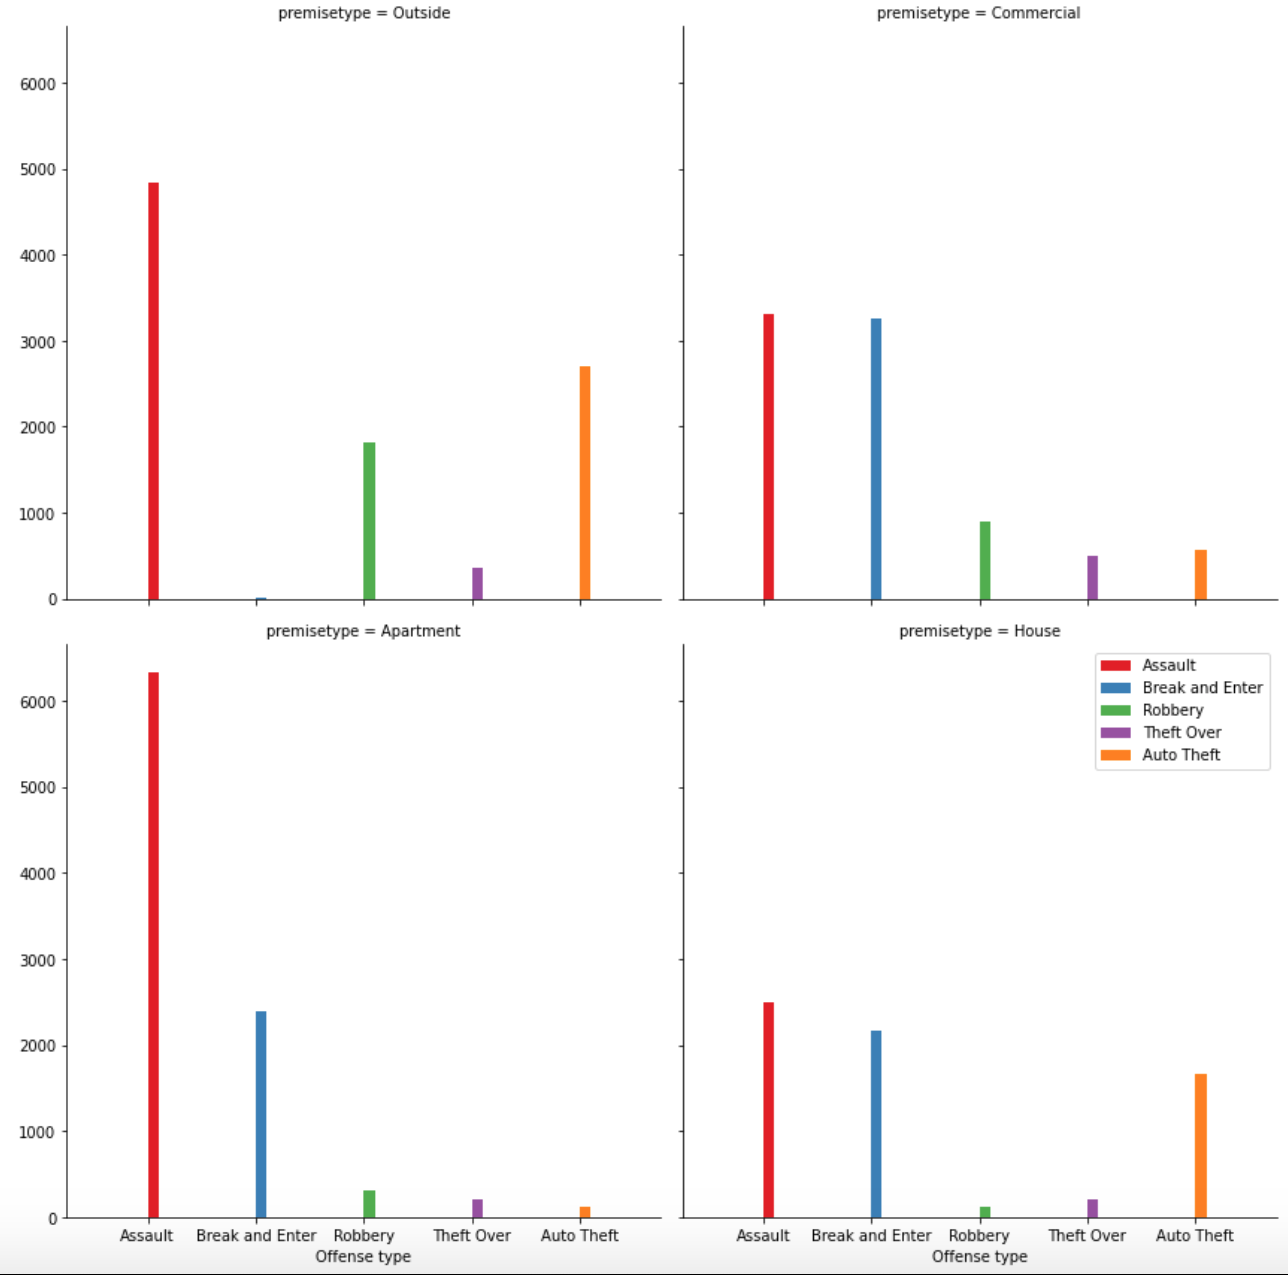 premisetype = Outside
premisetype = Commercial
6000
5000
4000
3000
2000
1000
0
premisetype = Apartment
premisetype = House
6000
5000
4000
3000
2000
1000
0
Assault
Break and Enter
Robbery
Theft Over
Auto Theft
Assault Break and Enter Robbery Theft Over Auto Theft
Offense type
Assault Break and Enter Robbery Theft Over Auto Theft
Offense type